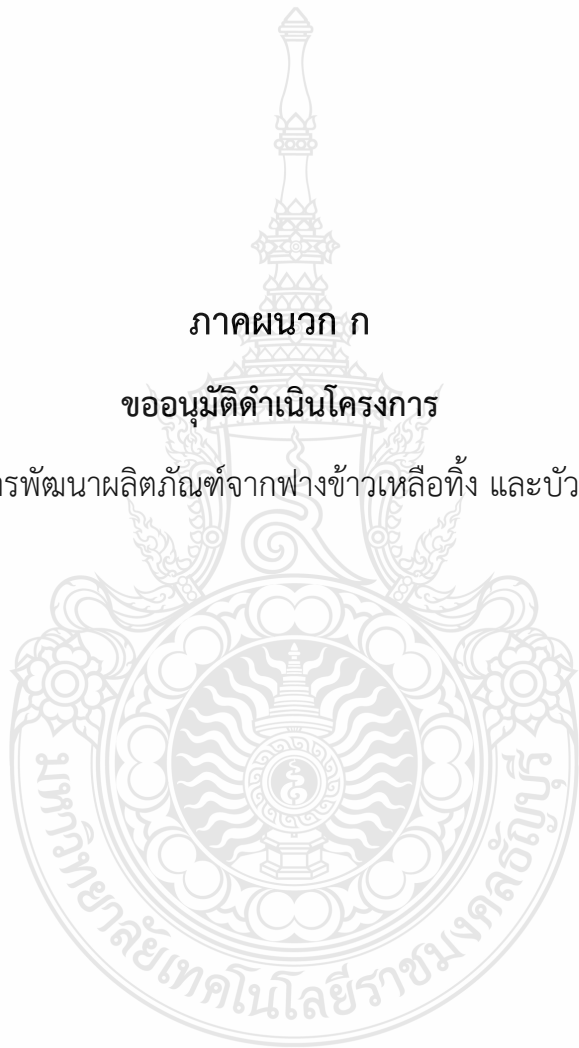 ภาคผนวก ก
ขออนุมัติดำเนินโครงการ
ารพัฒนาผลิตภัณฑ์จากฟางข้าวเหลือทิ้ง และบัว
มหาวิทยาลัยเทคโนโลยีราชมงคลธัญบุรี